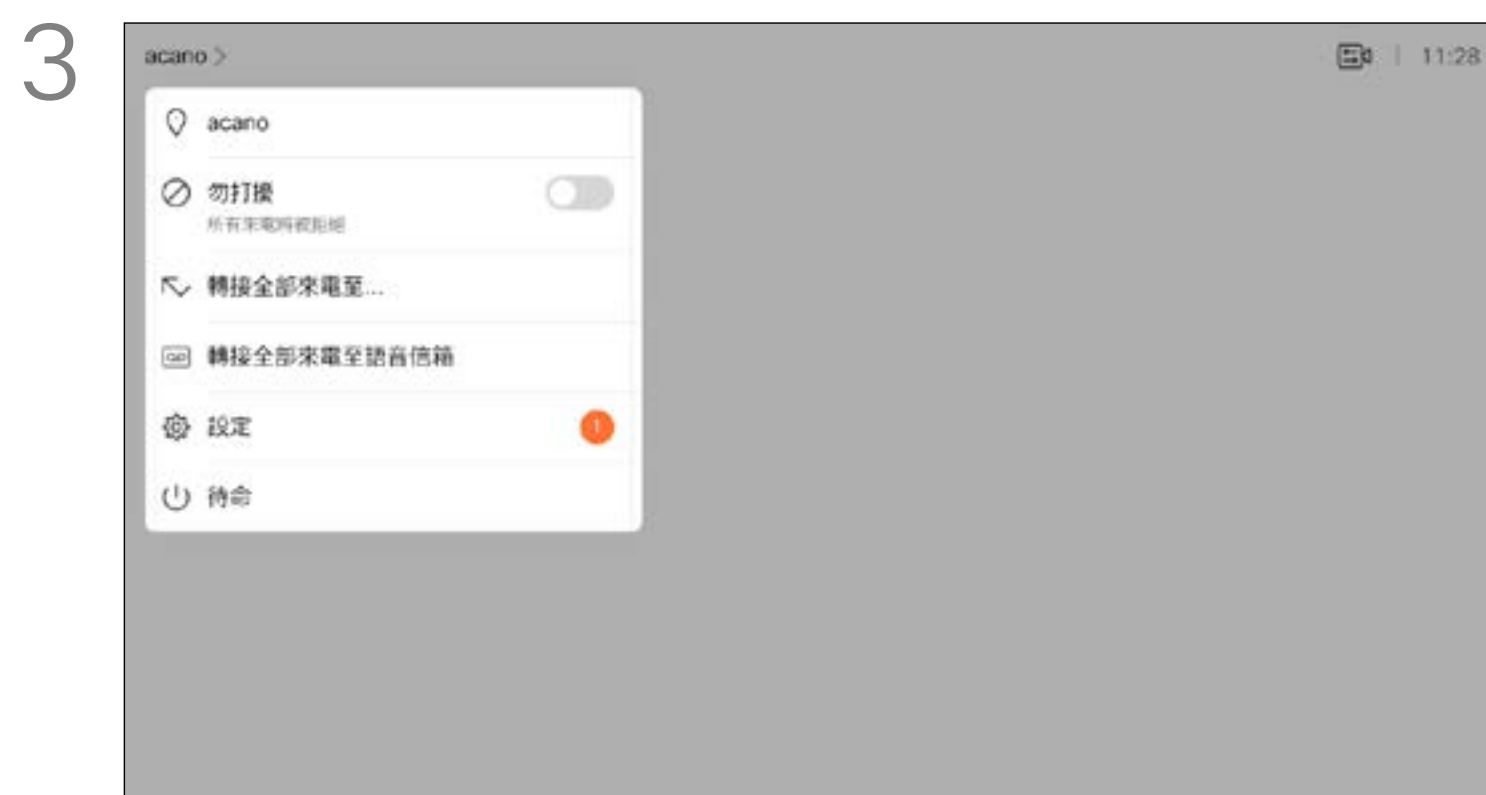 3
acano >
11:28
acano
勿打擾
所有來電將被拒絕
轉接全部來電至...
轉接全部來電至語音信箱
設定
1
待命